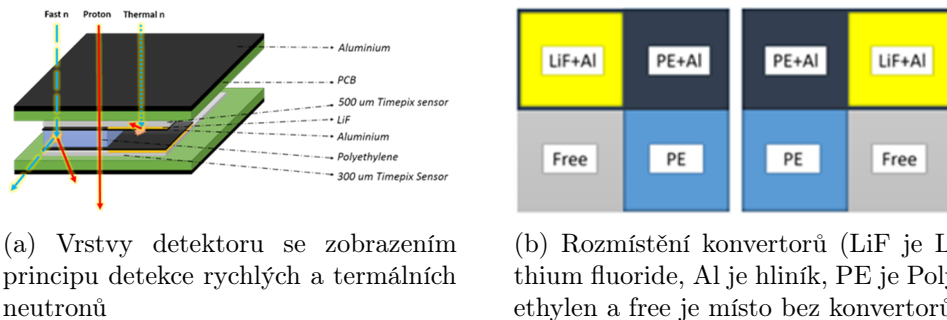 Fast n Proton Thermal n
Aluminium
PCB
500 um Timepix sensor
LiF
Aluminium
Polyethylene
300 um Timepix Sensor
LiF+Al PE+Al PE+Al LiF+Al
Free PE PE Free
(a) Vrstvy detektoru se zobrazením
principu detekce rychlých a termálních
neutronů
(b) Rozmístění konvertorů (LiF je L
thium fluoride, Al je hliník, PE je Poly
ethylen a free je místo bez konvertorů